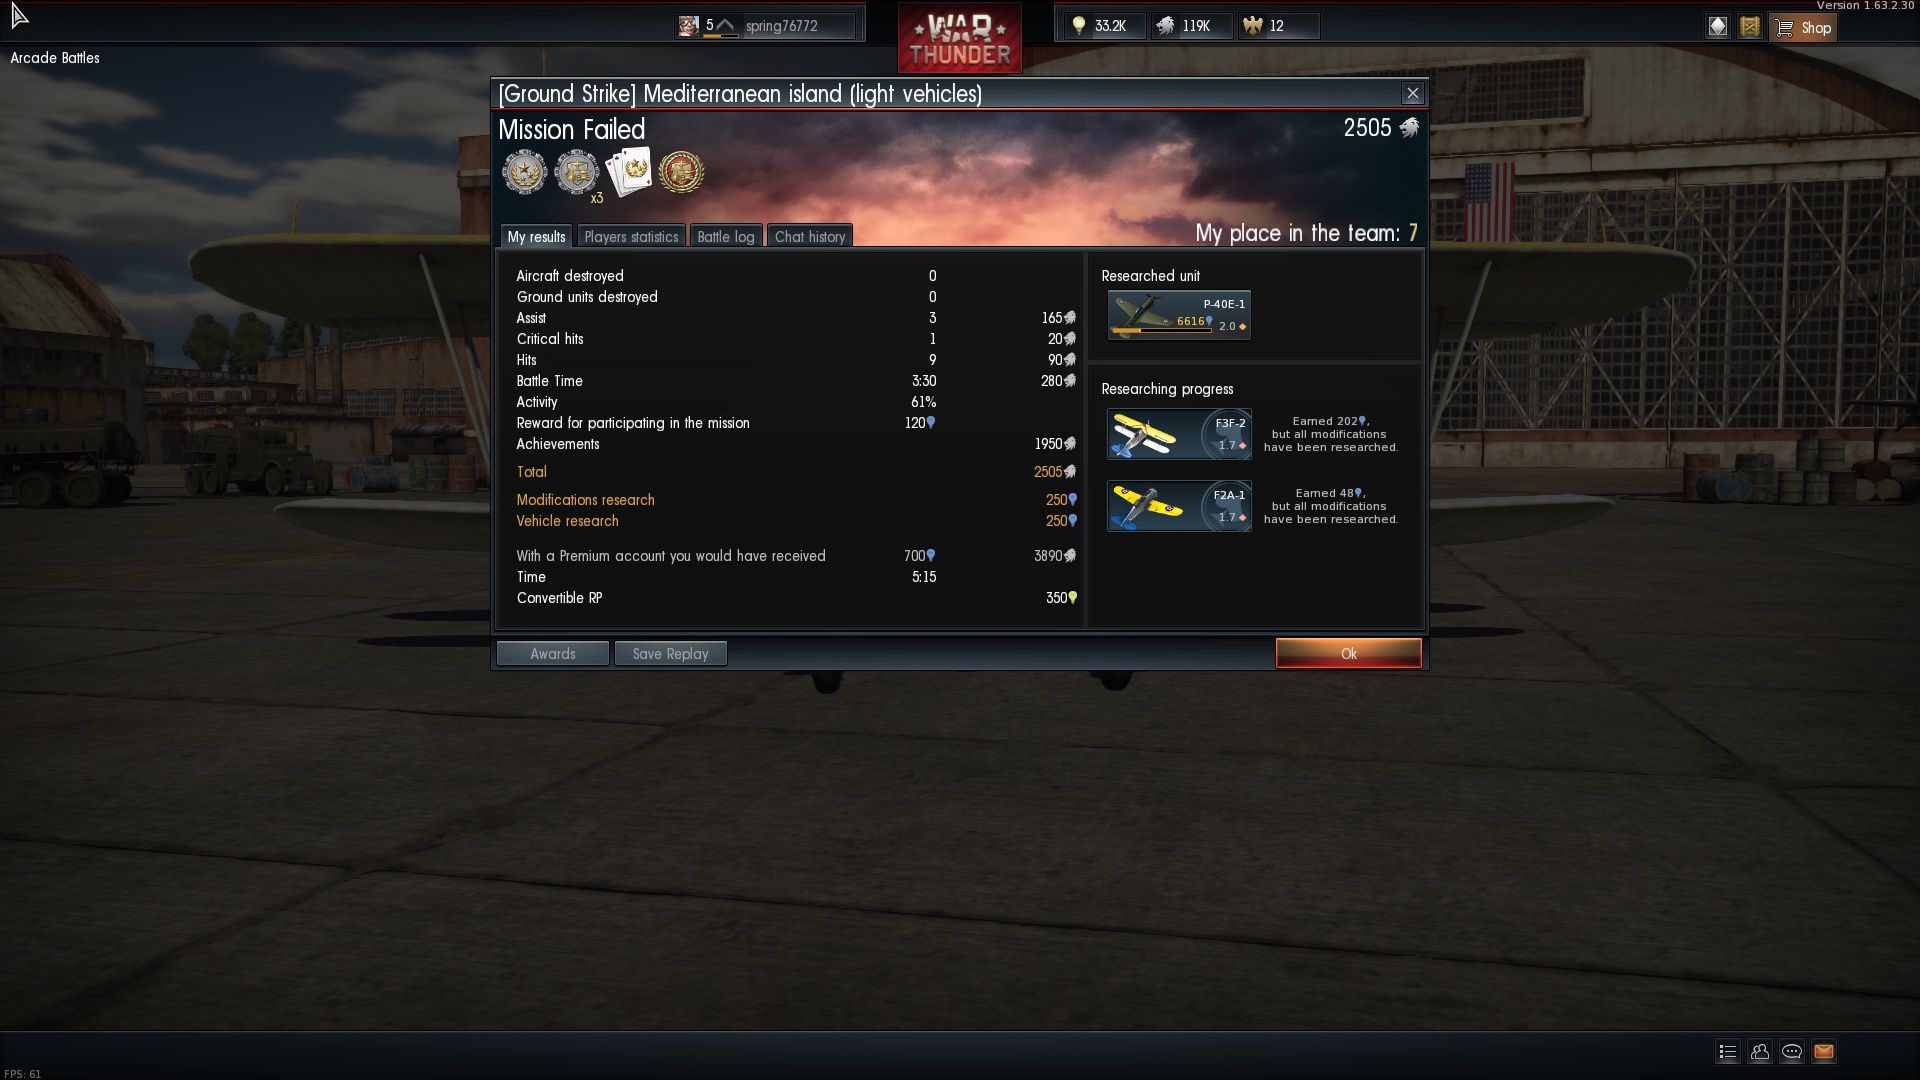 Version 1.63.2.30
5 spring76772
WAR THUNDER
33.2K 119K 12
Shop
Arcade Battles
[Ground Strike] Mediterranean island (light vehicles)
Mission Failed
2505
x3
My results Players statistics Battle log Chat history
My place in the team: 7
Aircraft destroyed 0
Ground units destroyed 0
Assist 3 165
Critical hits 1 20
Hits 9 90
Battle Time 3:30 280
Activity 61%
Reward for participating in the mission 120
Achievements 1950
Total 2505
Modifications research 250
Vehicle research 250
With a Premium account you would have received 700 3890
Time 5:15
Convertible RP 350
Researched unit
P-40E-1
6616 2.0
Researching progress
F3F-2
1.7
Earned 202,
but all modifications
have been researched.
F2A-1
1.7
Earned 48,
but all modifications
have been researched.
Awards Save Replay Ok
FPS: 61